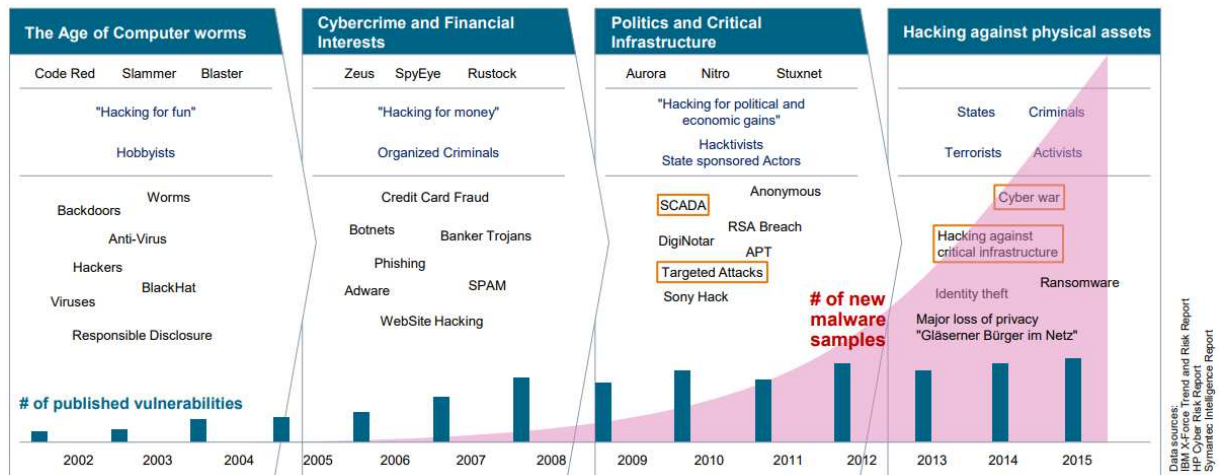 The Age of Computer worms
Cybercrime and Financial
Interests
Politics and Critical
Infrastructure
Hacking against physical assets
Code Red Slammer Blaster
"Hacking for fun"
Hobbyists
Worms
Backdoors
Anti-Virus
Hackers
BlackHat
Viruses
Responsible Disclosure
Zeus SpyEye Rustock
"Hacking for money"
Organized Criminals
Credit Card Fraud
Botnets
Banker Trojans
Phishing
Adware
SPAM
WebSite Hacking
Aurora Nitro Stuxnet
"Hacking for political and
economic gains"
Hacktivists
State sponsored Actors
Anonymous
SCADA
RSA Breach
DigiNotar
APT
Targeted Attacks
Sony Hack
States Criminals
Terrorists Activists
Cyber war
Hacking against
critical infrastructure
Ransomware
Identity theft
Major loss of privacy
"Gläserner Bürger im Netz"
# of new
malware
samples
# of published vulnerabilities
2002 2003 2004 2005 2006 2007 2008 2009 2010 2011 2012 2013 2014 2015
Data sources:
IBM X-Force Trend and Risk Report
HP Cyber Risk Report
Symantec Intelligence Report